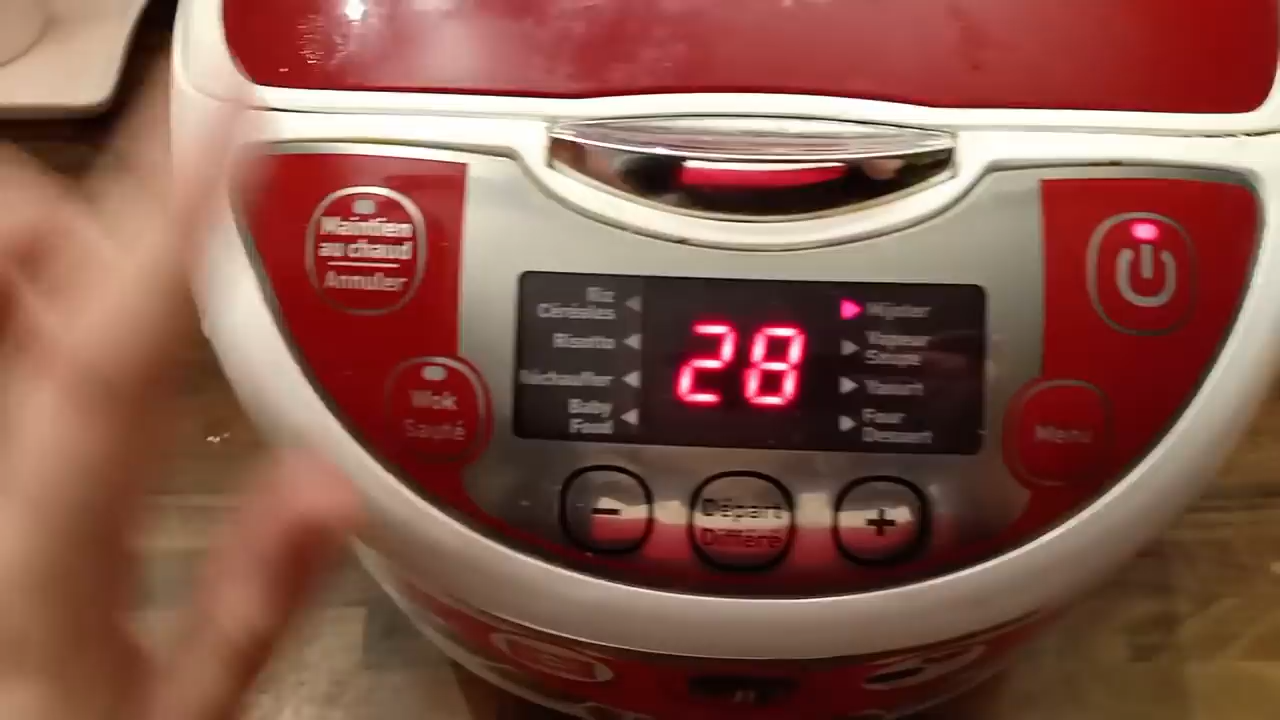 Maintien
au chaud
Annuler
Wok
Sauté
Riz
Céréales
Risotto
Réchauffer
Baby
Food
28
Mijoter
Vapeur
Soupe
Yaourt
Four
Dessert
Menu
-
Départ
Différé
+